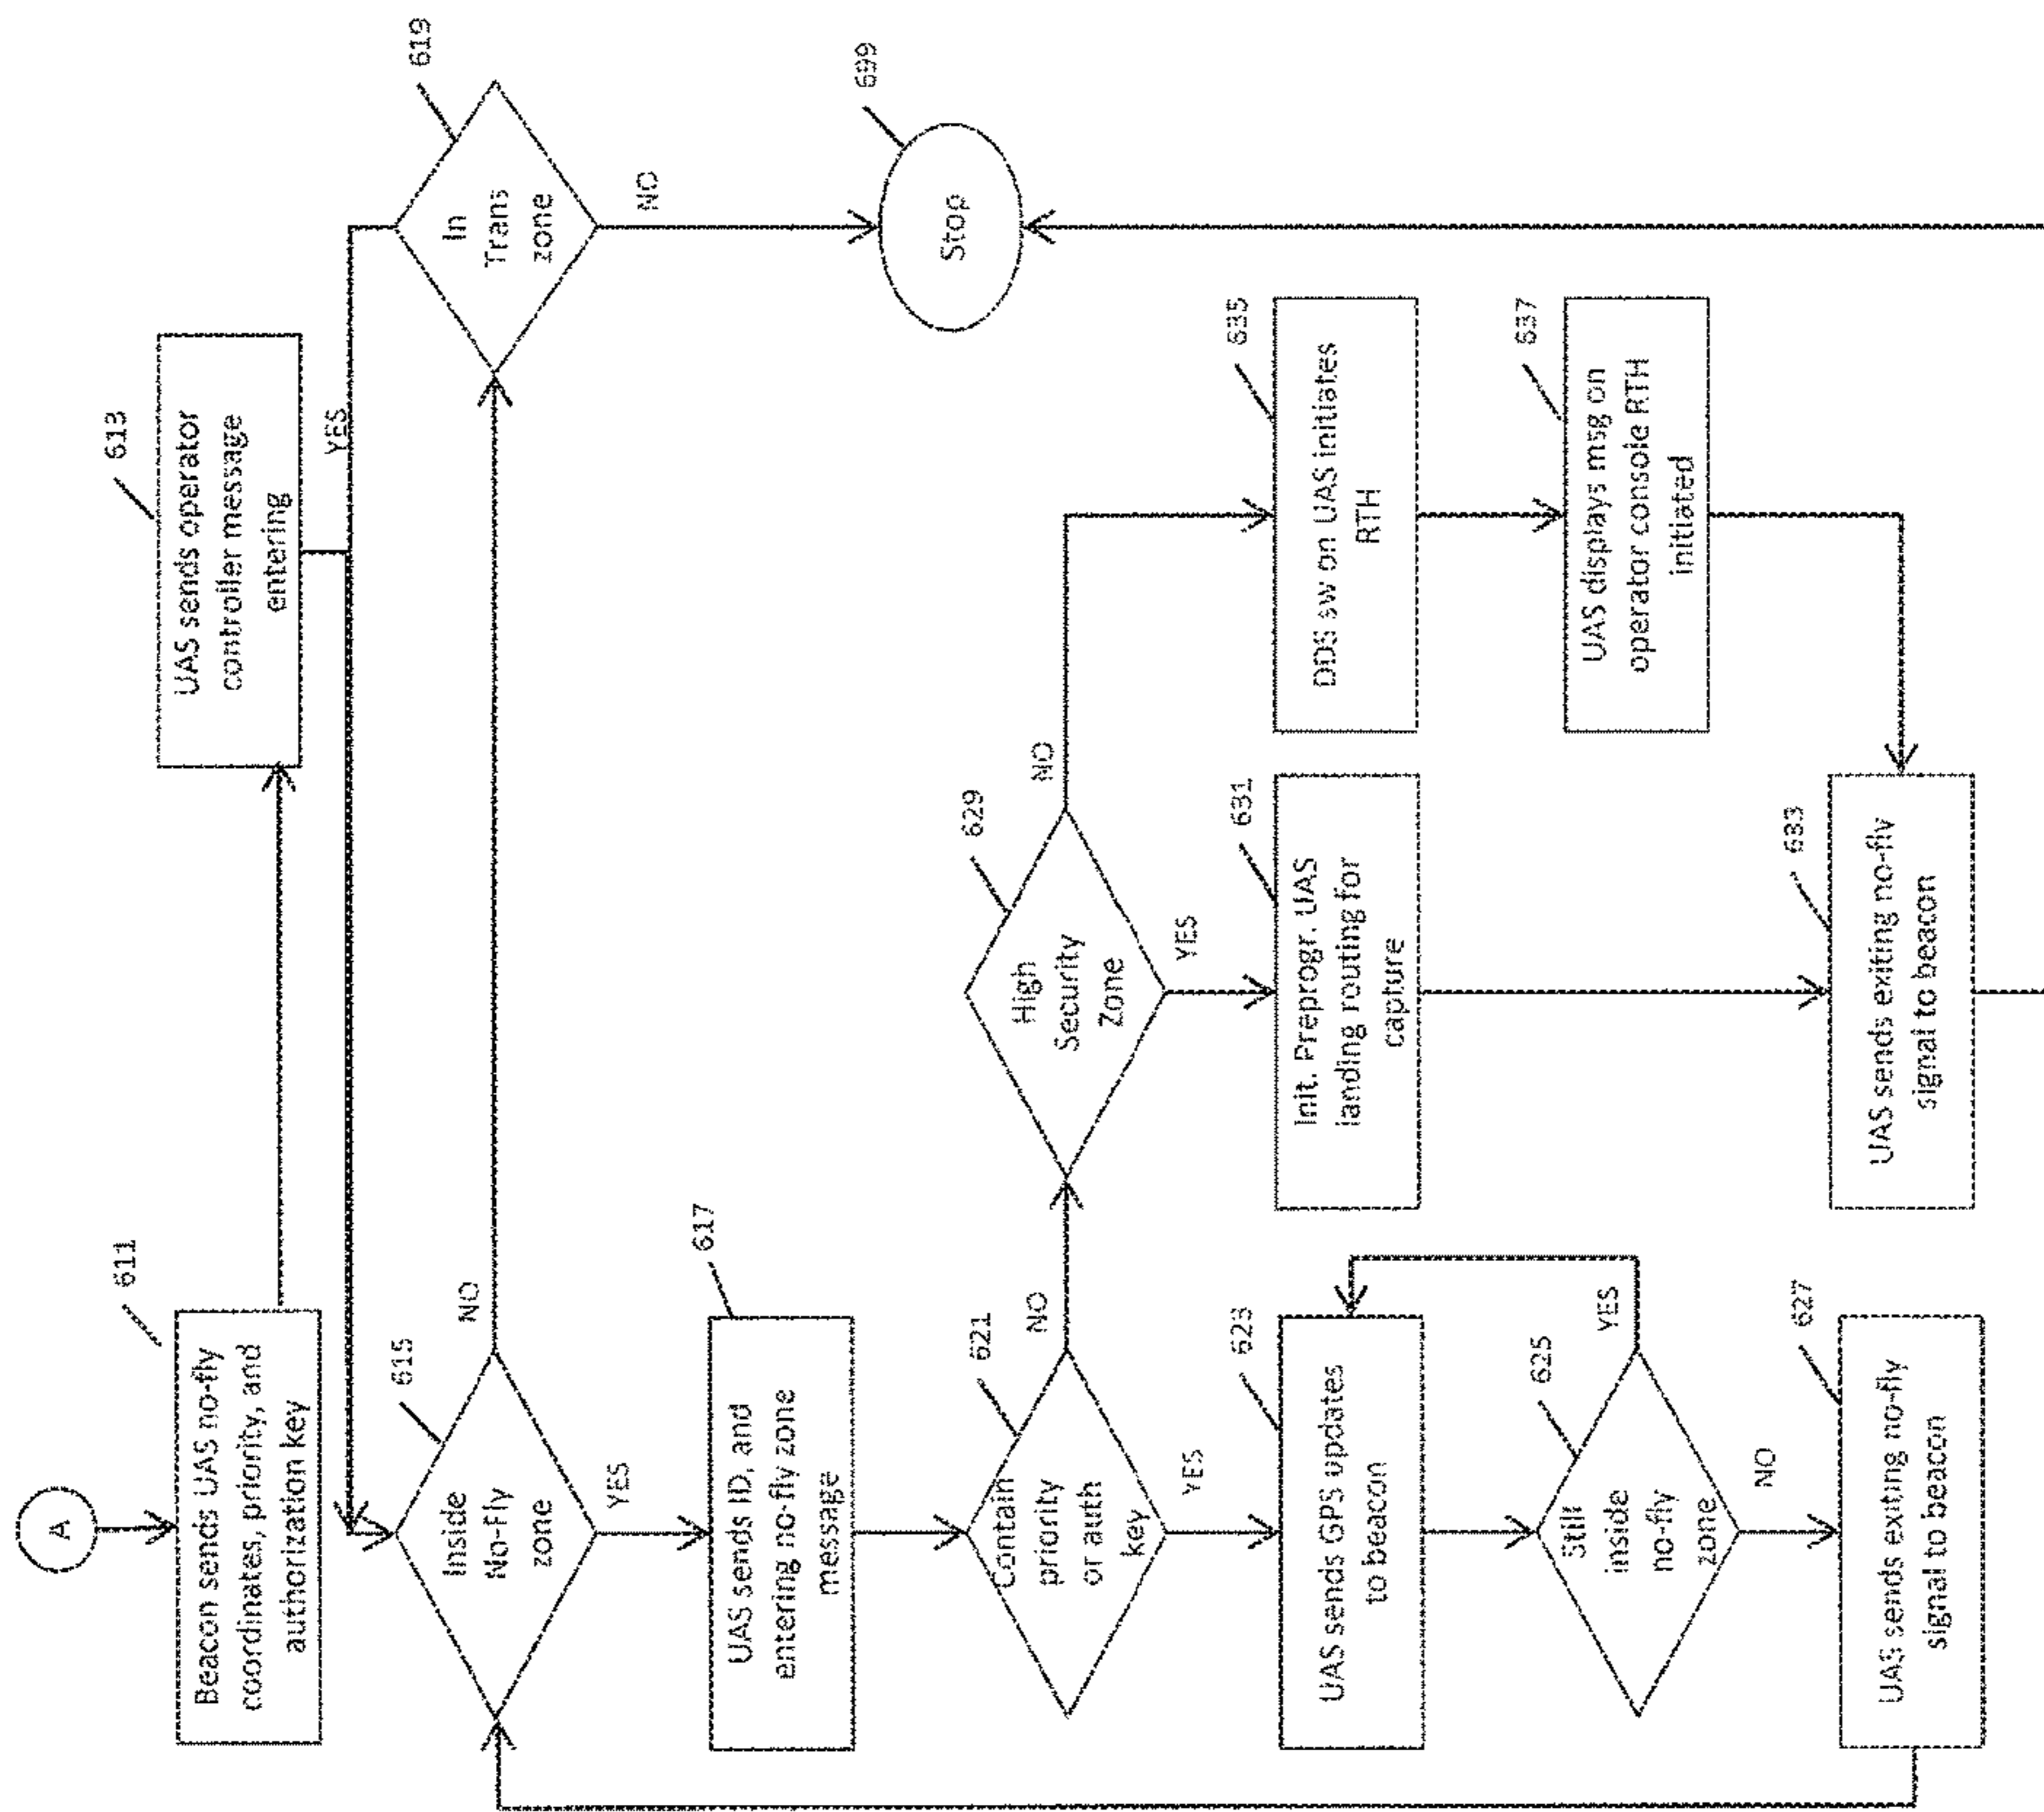 A
611
Beacon sends UAS no-fly
coordinates, priority, and
authorization key
613
UAS sends operator
controller message
entering
YES
615
Inside
No-Fly
zone
NO
YES
619
In
Trans
zone
NO
617
UAS sends ID, and
entering no-fly zone
message
699
Stop
621
Contain
priority
or auth
key
NO
YES
629
High
Security
Zone
NO
YES
623
UAS sends GPS updates
to beacon
631
Init. Preprogr. UAS
landing routing for
capture
635
DDS sw on UAS initiates
RTH
625
Still
inside
no-fly
zone
YES
NO
637
UAS displays msg on
operator console RTH
initiated
627
UAS sends exiting no-fly
signal to beacon
633
UAS sends exiting no-fly
signal to beacon